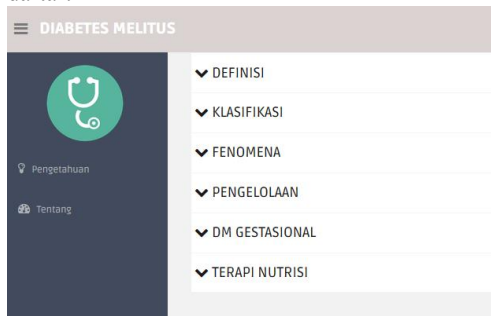 DIABETES MELITUS
DEFINISI
KLASIFIKASI
FENOMENA
Pengetahuan
PENGELOLAAN
Tentang
DM GESTASIONAL
TERAPI NUTRISI